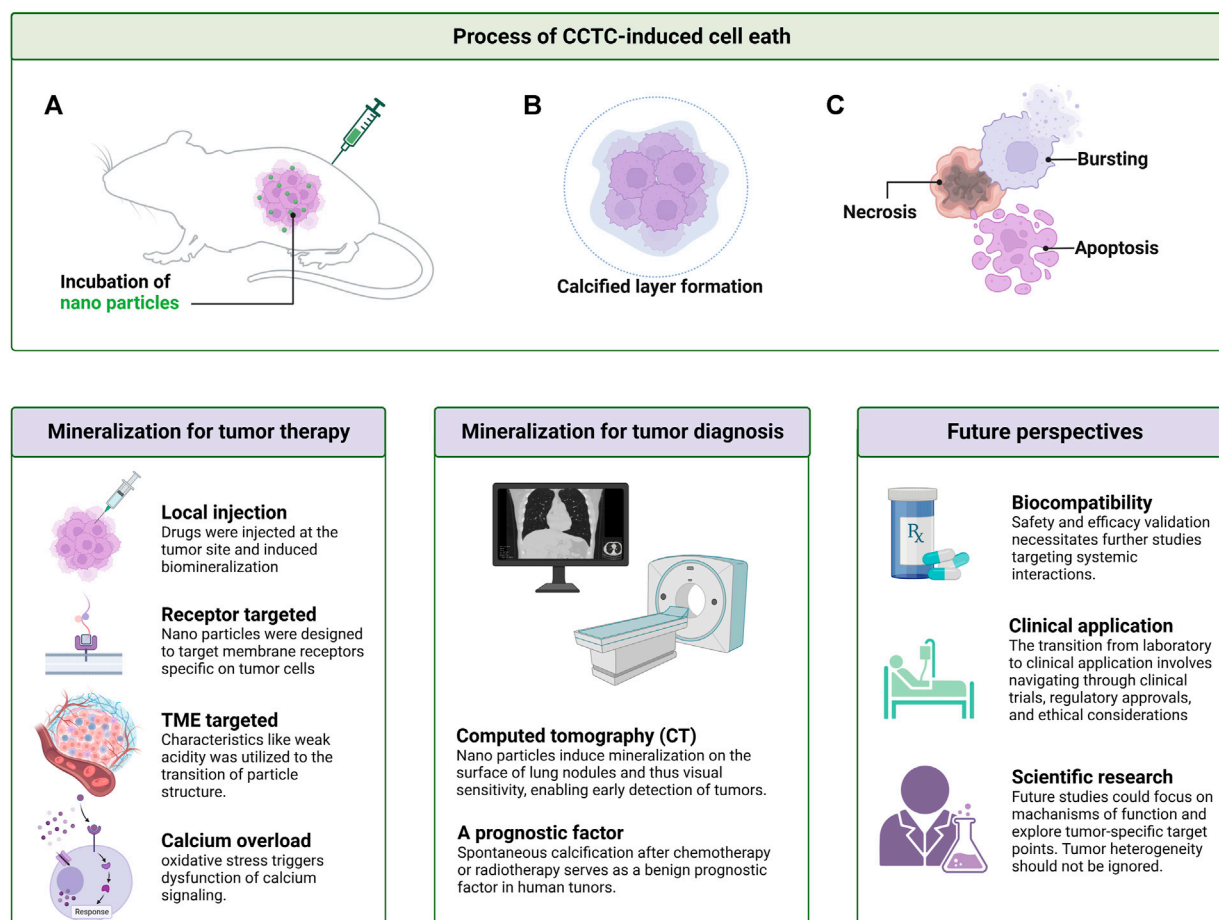 Process of CCTC-induced cell eath
A
B
C
Incubation of
nano particles
Calcified layer formation
Necrosis
Bursting
Apoptosis
Mineralization for tumor therapy
Local injection
Drugs were injected at the
tumor site and induced
biomineralization
Receptor targeted
Nano particles were designed
to target membrane receptors
specific on tumor cells
TME targeted
Characteristics like weak
acidity was utilized to the
transition of particle
structure.
Calcium overload
oxidative stress triggers
dysfunction of calcium
signaling.
Response
Mineralization for tumor diagnosis
Computed tomography (CT)
Nano particles induce mineralization on the
surface of lung nodules and thus visual
sensitivity, enabling early detection of tumors.
A prognostic factor
Spontaneous calcification after chemotherapy
or radiotherapy serves as a benign prognostic
factor in human tunors.
Future perspectives
Rx
Biocompatibility
Safety and efficacy validation
necessitates further studies
targeting systemic
interactions.
Clinical application
The transition from laboratory
to clinical application involves
navigating through clinical
trials, regulatory approvals,
and ethical considerations
Scientific research
Future studies could focus on
machanisms of function and
explore tumor-specific target
points. Tumor heterogeneity
should not be ignored.